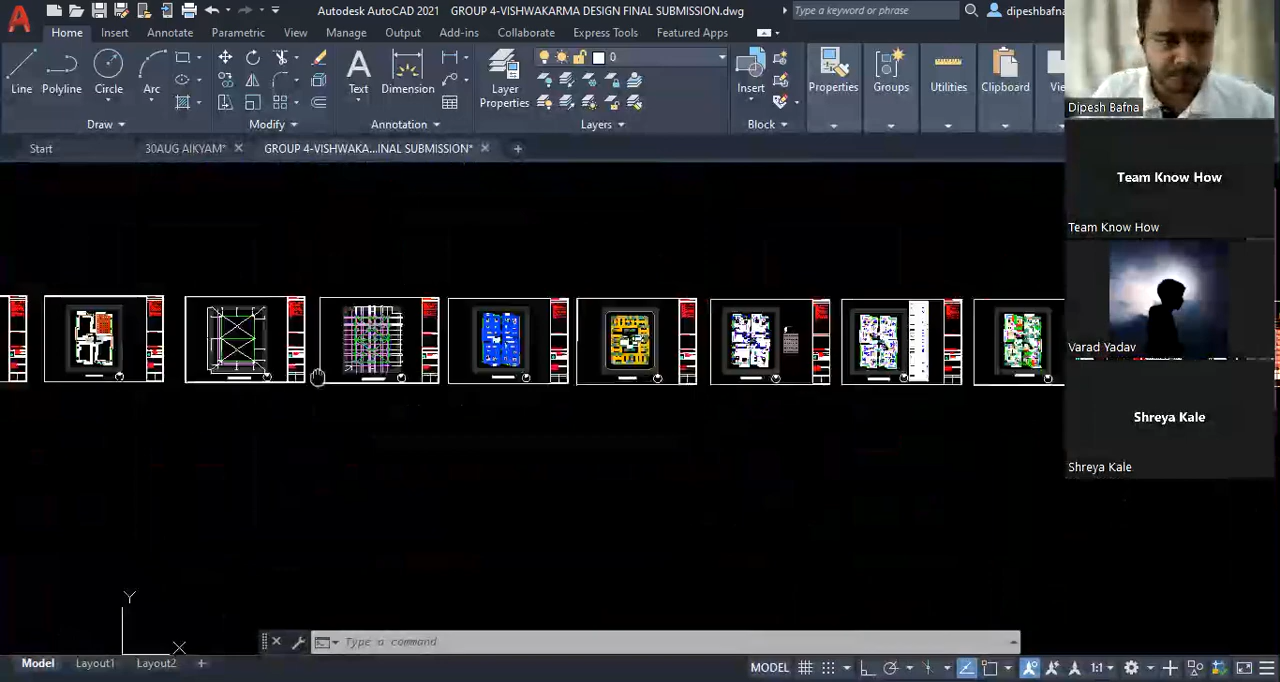 Autodesk AutoCAD 2021 GROUP 4-VISHWAKARMA DESIGN FINAL SUBMISSION.dwg
Type a keyword or phrase
dipeshbafna
Home Insert Annotate Parametric View Manage Output Add-ins Collaborate Express Tools Featured Apps
Line Polyline Circle Arc
Text Dimension
Layer Properties
0
Insert Properties Groups Utilities Clipboard
Draw Modify Annotation Layers Block
Start 30AUG AIKYAM* GROUP 4-VISHWAKA...INAL SUBMISSION*
Dipesh Bafna
Team Know How
Team Know How
Varad Yadav
Shreya Kale
Shreya Kale
Y
X
Type a command
Model Layout1 Layout2
MODEL 1:1